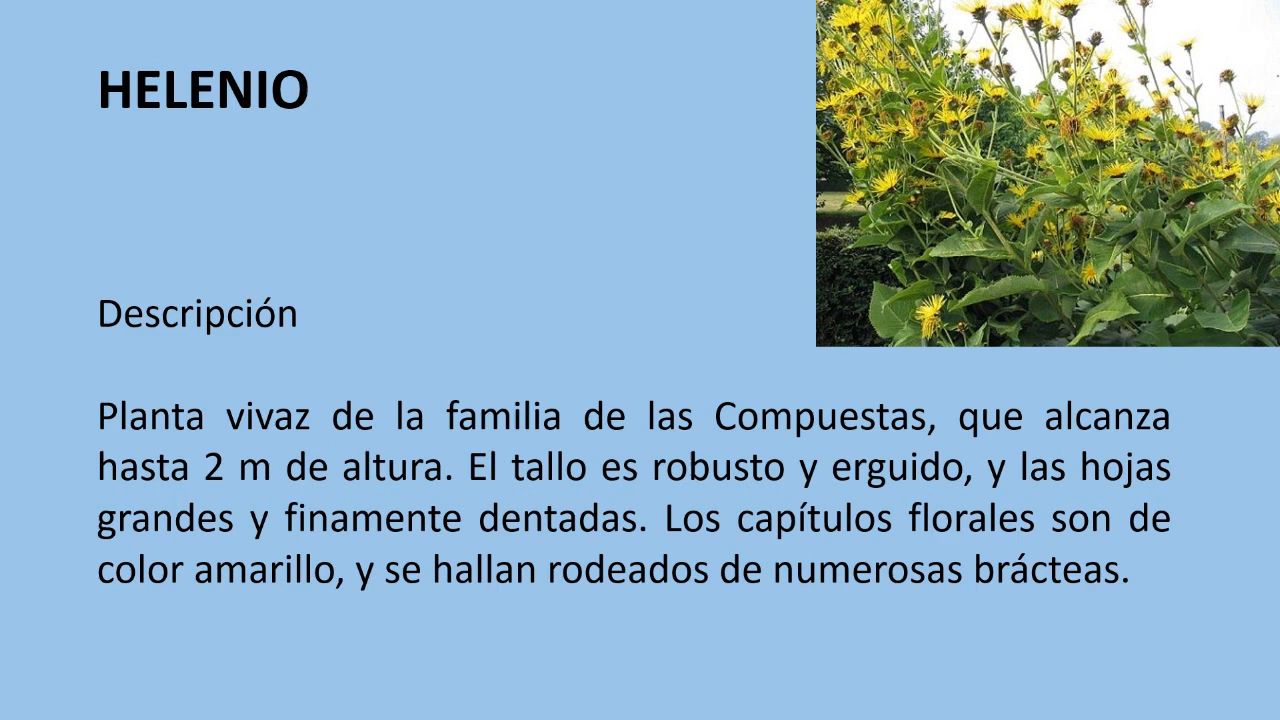 HELENIO
Descripción
Planta vivaz de la familia de las Compuestas, que alcanza
hasta 2 m de altura. El tallo es robusto y erguido, y las hojas
grandes y finamente dentadas. Los capítulos florales son de
color amarillo, y se hallan rodeados de numerosas brácteas.